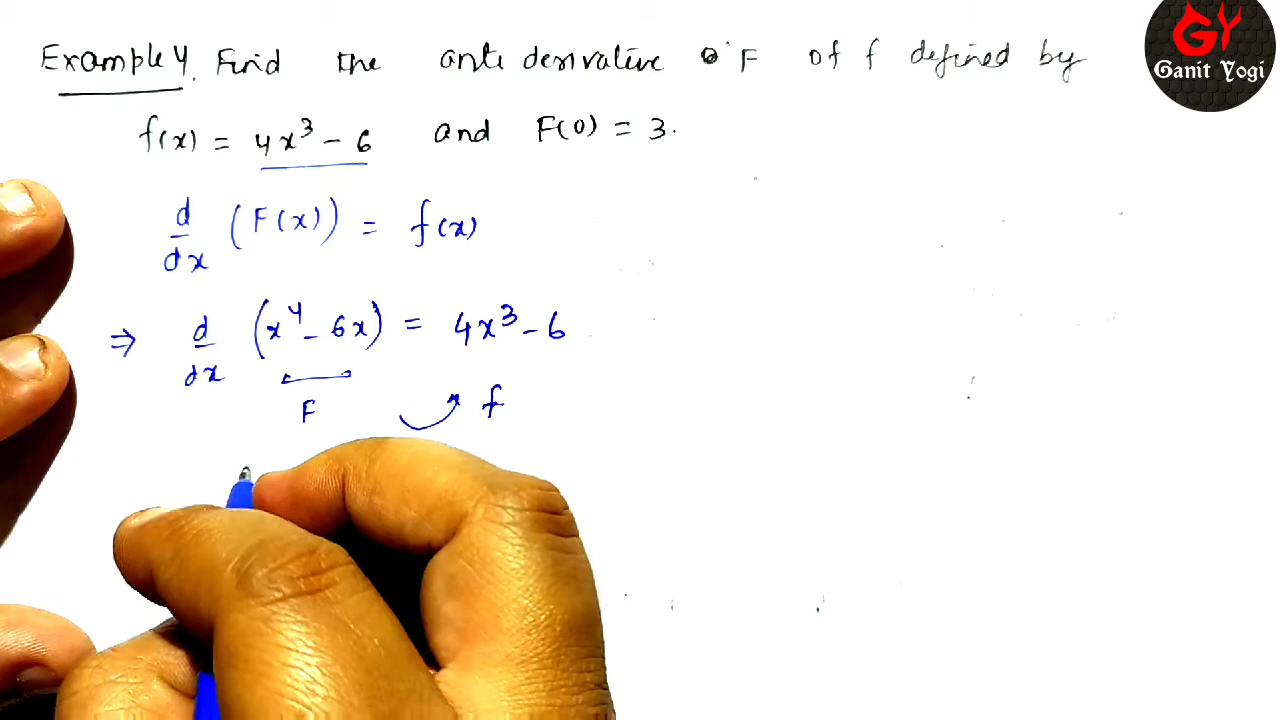 Example 4. Find the anti derivative F of f defined by
f(x) = 4x³ - 6 and F(0) = 3.
d/dx (F(x)) = f(x)
⇒ d/dx (x⁴ - 6x) = 4x³ - 6
F f
GY
Ganit Yogi